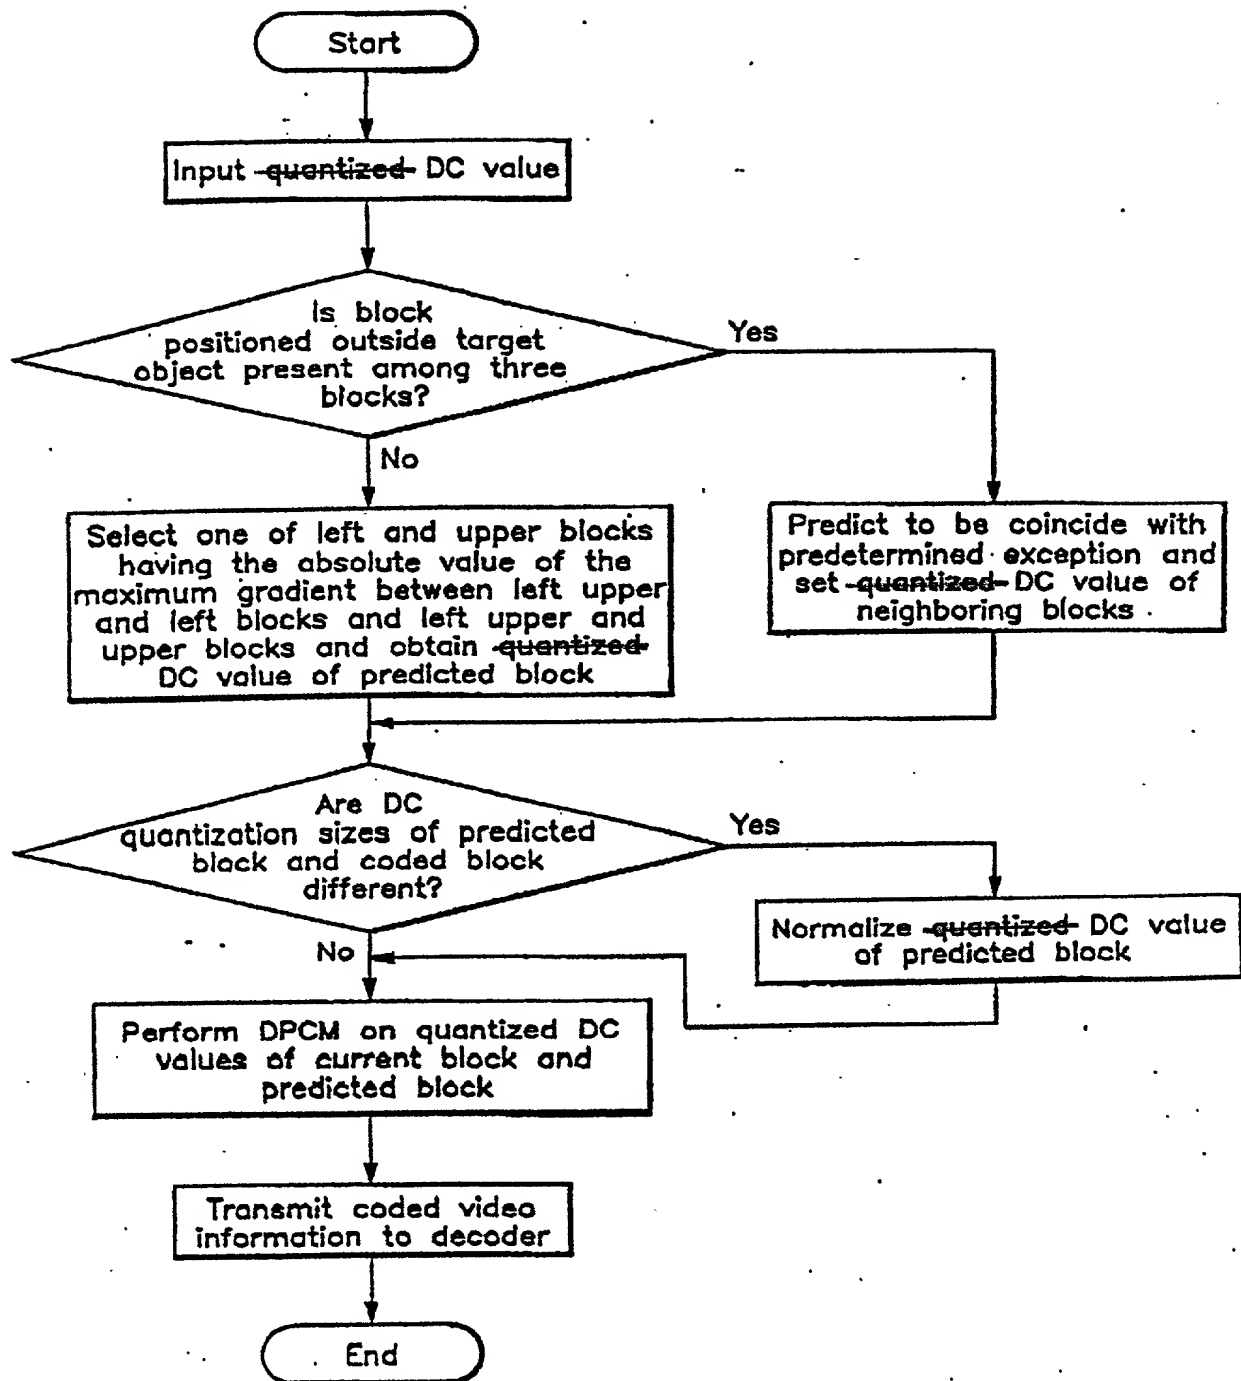 Start
Input quantized DC value
Is block
positioned outside target
object present among three
blocks?
Yes
No
Select one of left and upper blocks
having the absolute value of the
maximum gradient between left upper
and left blocks and left upper and
upper blocks and obtain quantized
DC value of predicted block
Predict to be coincide with
predetermined exception and
set quantized DC value of
neighboring blocks
Are DC
quantization sizes of predicted
block and coded block
different?
Yes
No
Normalize quantized DC value
of predicted block
Perform DPCM on quantized DC
values of current block and
predicted block
Transmit coded video
information to decoder
End